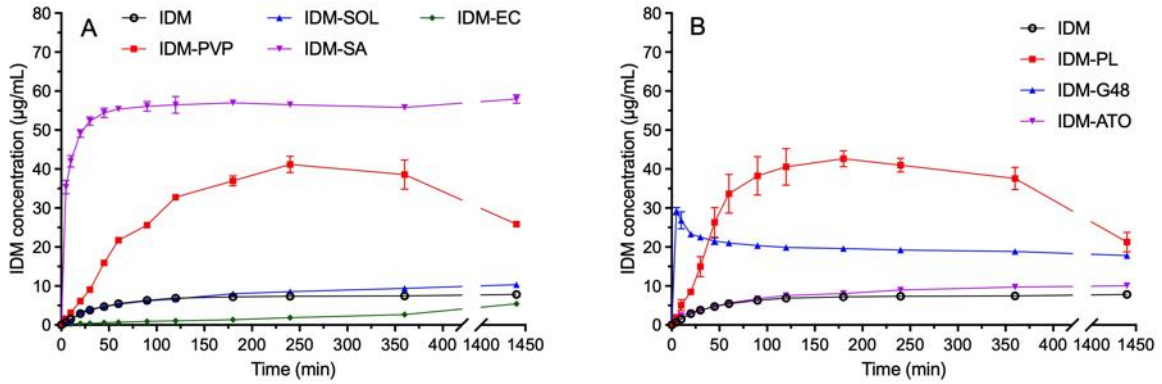 A
IDM
IDM-SOL
IDM-EC
IDM-PVP
IDM-SA
IDM concentration (µg/mL)
80
70
60
50
40
30
20
10
0
0 50 100 150 200 250 300 350 400 1400 1450
Time (min)
B
IDM
IDM-PL
IDM-G48
IDM-ATO
IDM concentration (µg/mL)
80
70
60
50
40
30
20
10
0
0 50 100 150 200 250 300 350 400 1400 1450
Time (min)